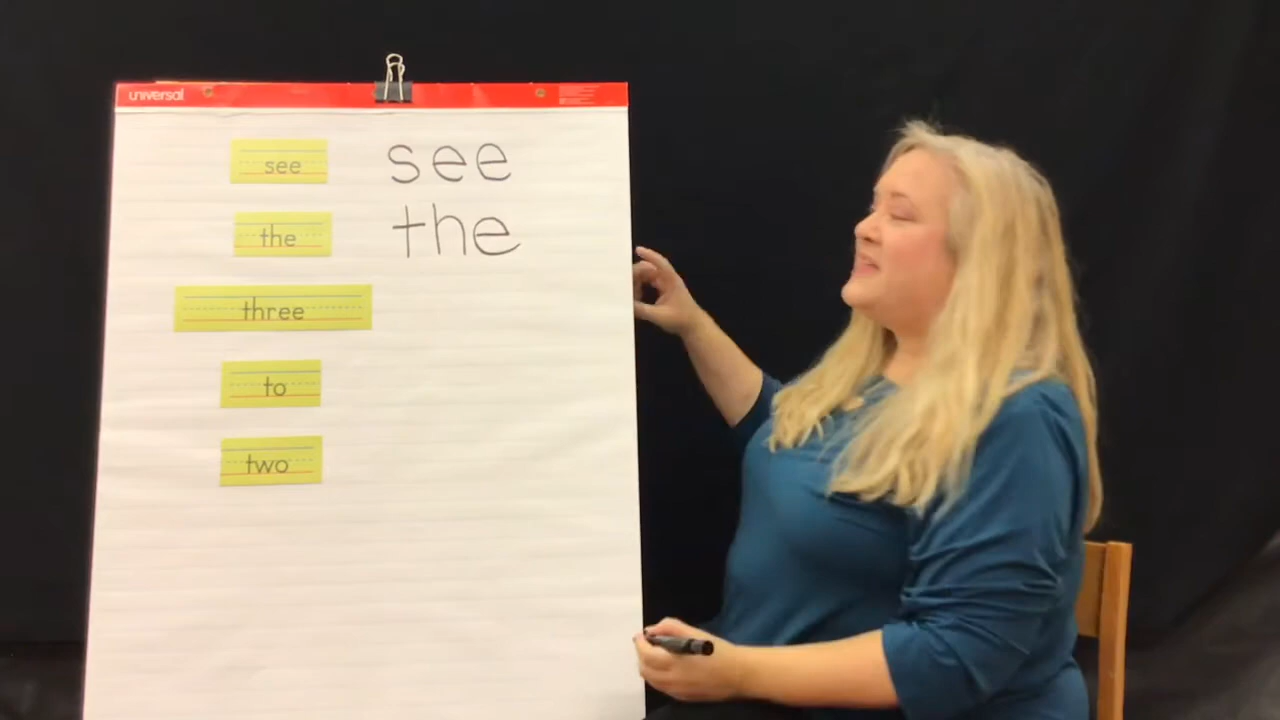 universal
see see
the the
three
to
two